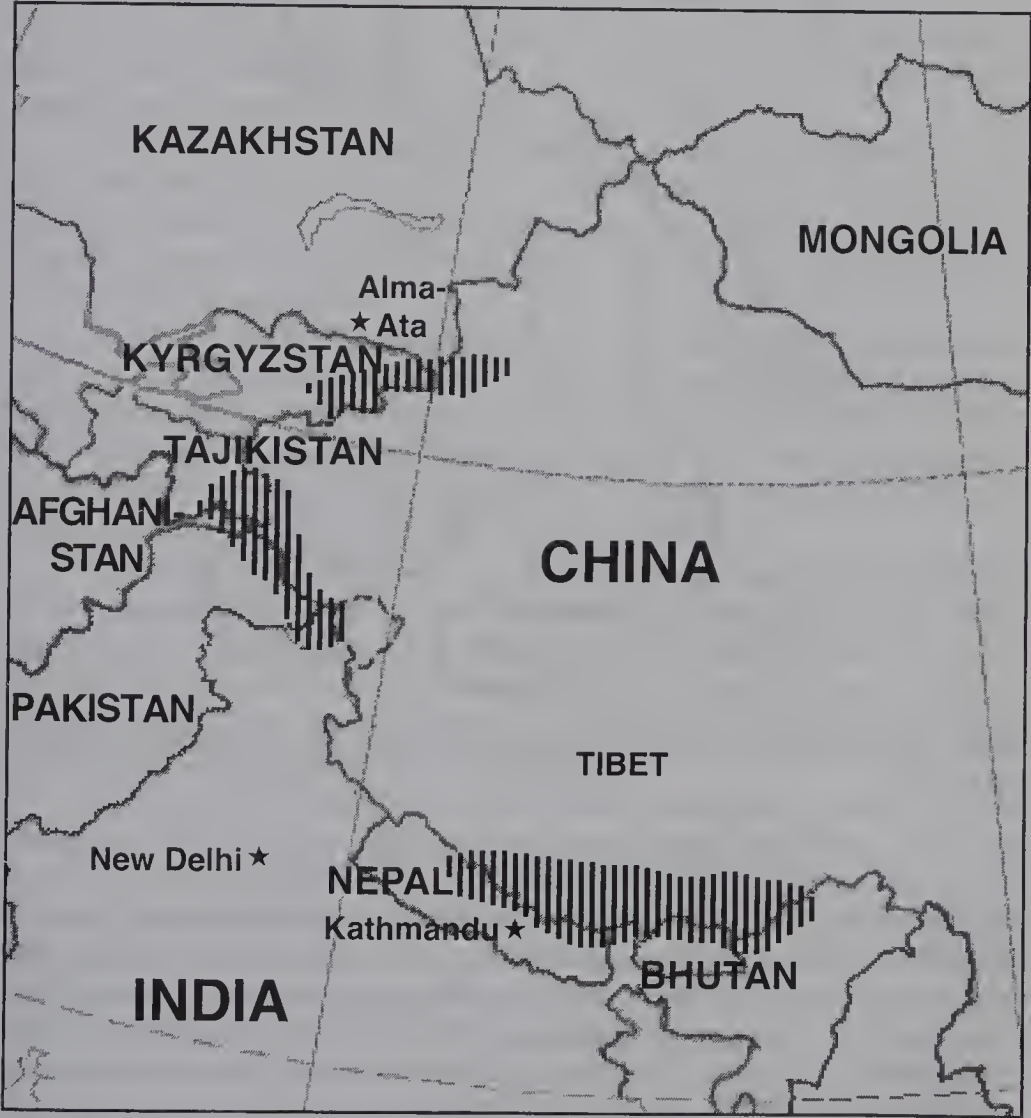 KAZAKHSTAN
MONGOLIA
Alma-
Ata
KYRGYZSTAN
TAJIKISTAN
AFGHANI-
STAN
CHINA
PAKISTAN
TIBET
New Delhi
NEPAL
Kathmandu
BHUTAN
INDIA